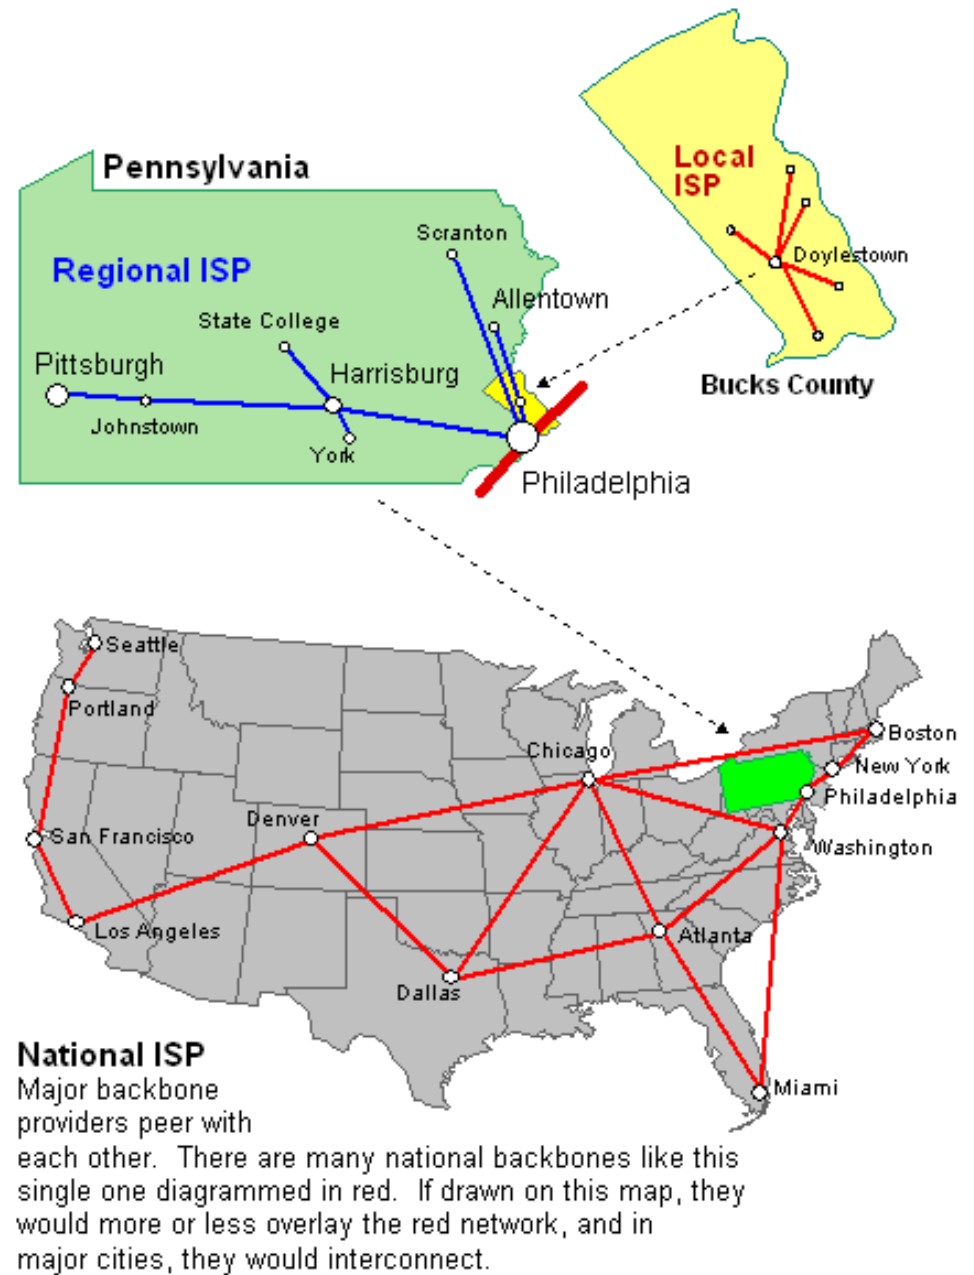 Pennsylvania
Regional ISP
Scranton
Allentown
State College
Pittsburgh
Harrisburg
Johnstown
York
Philadelphia
Local
ISP
Doylestown
Bucks County
Seattle
Portland
San Francisco
Los Angeles
Denver
Chicago
Dallas
Boston
New York
Philadelphia
Washington
Atlanta
Miami
National ISP
Major backbone
providers peer with
each other. There are many national backbones like this
single one diagrammed in red. If drawn on this map, they
would more or less overlay the red network, and in
major cities, they would interconnect.